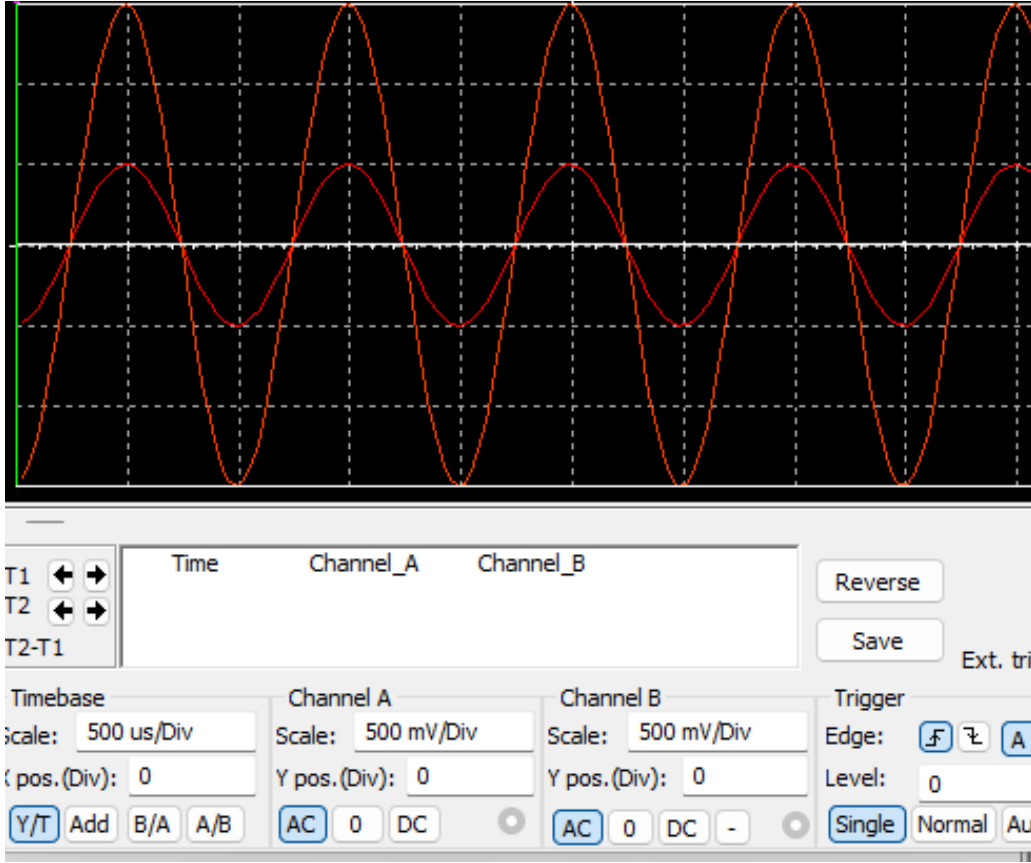 Time Channel_A Channel_B
T1
T2
T2-T1
Reverse
Save
Ext. tri
Timebase
Scale: 500 us/Div
X pos.(Div): 0
Y/T Add B/A A/B
Channel A
Scale: 500 mV/Div
Y pos.(Div): 0
AC 0 DC
Channel B
Scale: 500 mV/Div
Y pos.(Div): 0
AC 0 DC -
Trigger
Edge: A
Level: 0
Single Normal Au